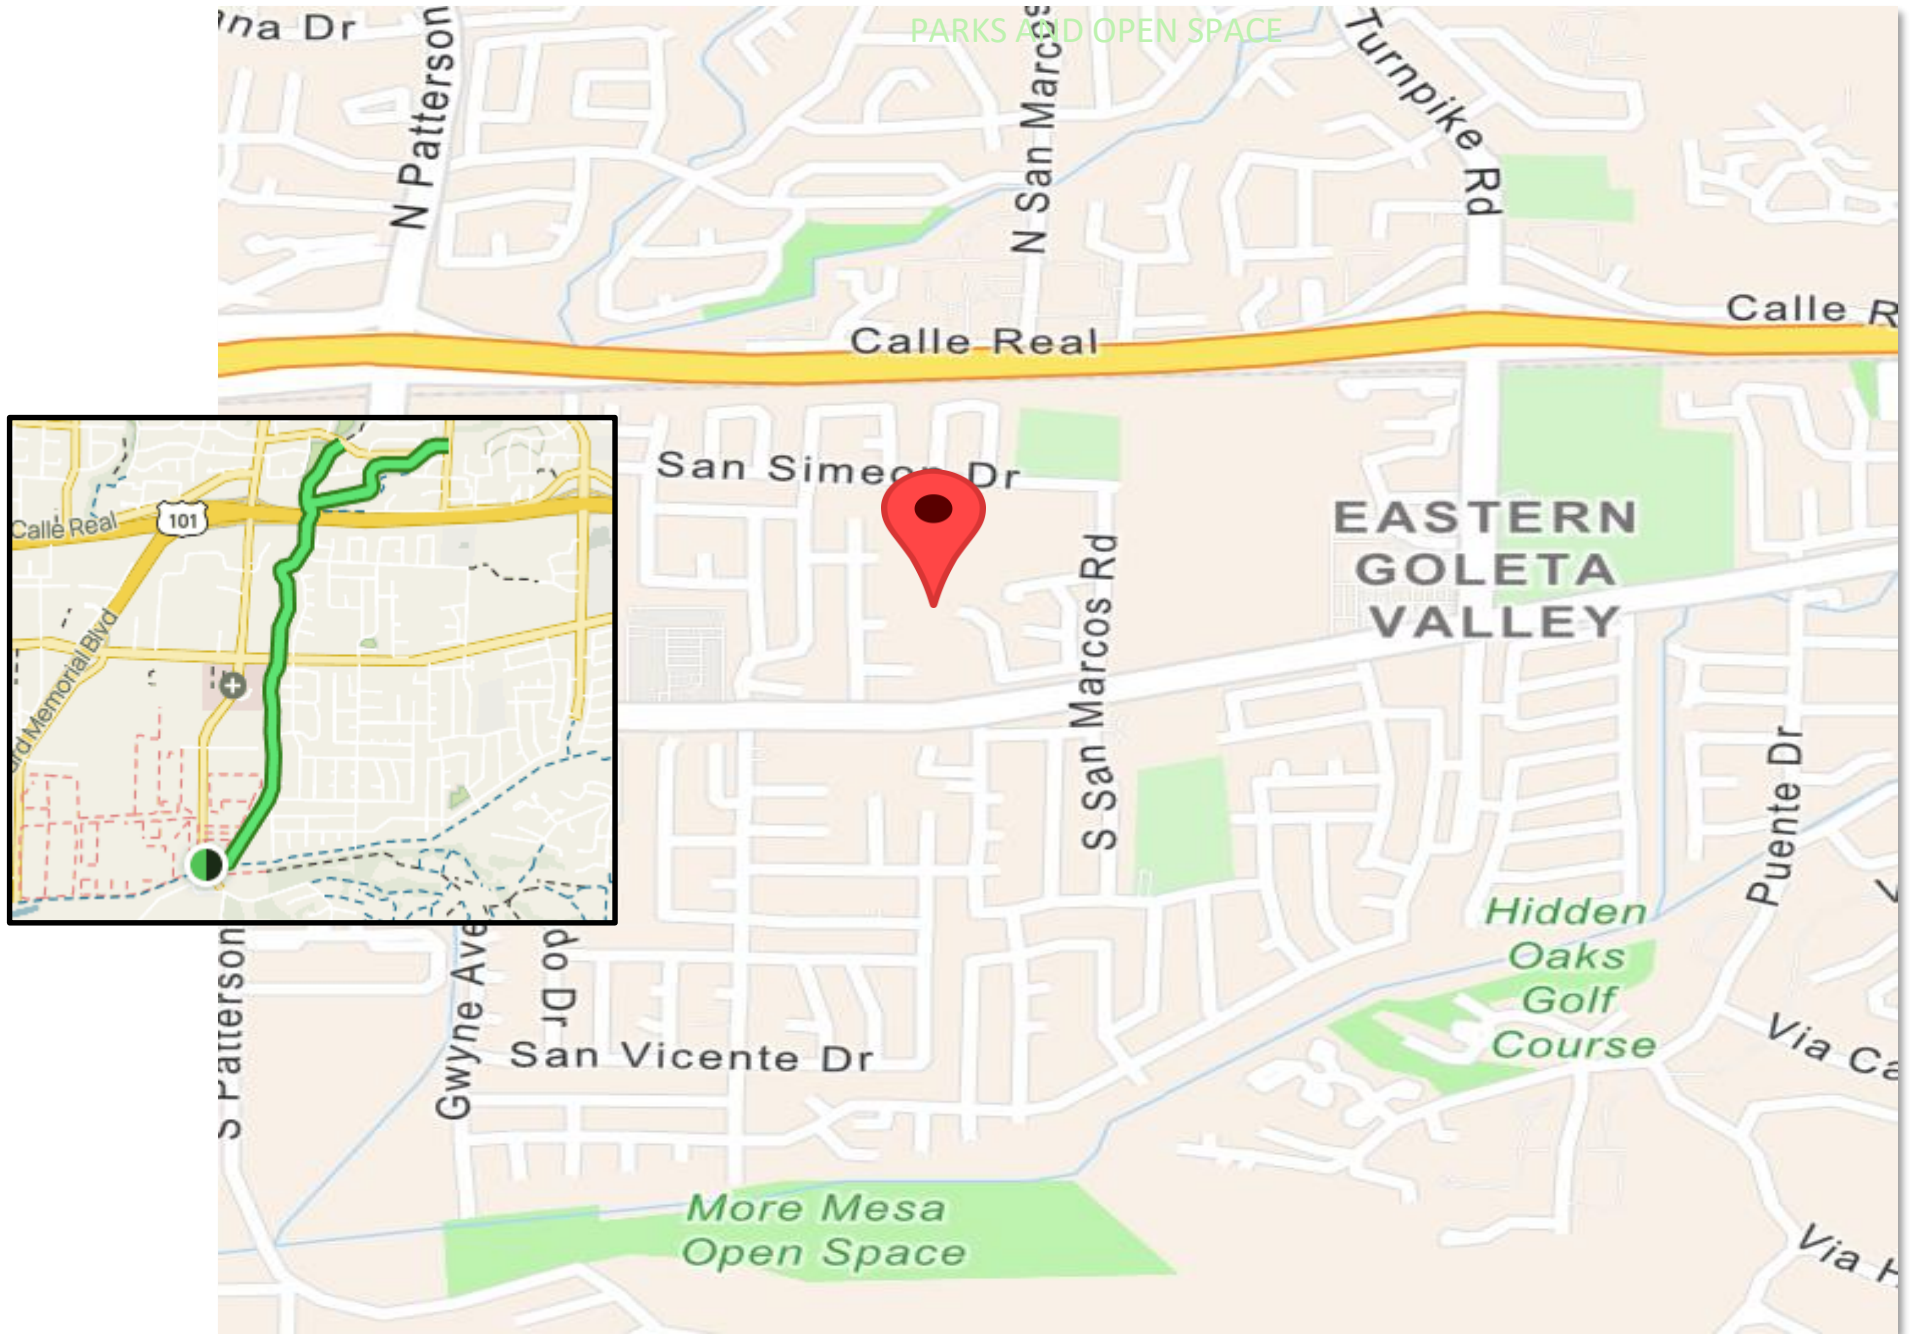 PARKS AND OPEN SPACE
na Dr
N Patterson
N San Marcos
Turnpike Rd
Calle R
Calle Real
San Simeon Dr
EASTERN
GOLETA
VALLEY
Calle Real
101
ard Memorial Blvd
S San Marcos Rd
Puente Dr
Hidden
Oaks
Golf
Course
S Patterson
Gwyne Ave
do Dr
San Vicente Dr
Via Ca
More Mesa
Open Space
Via H